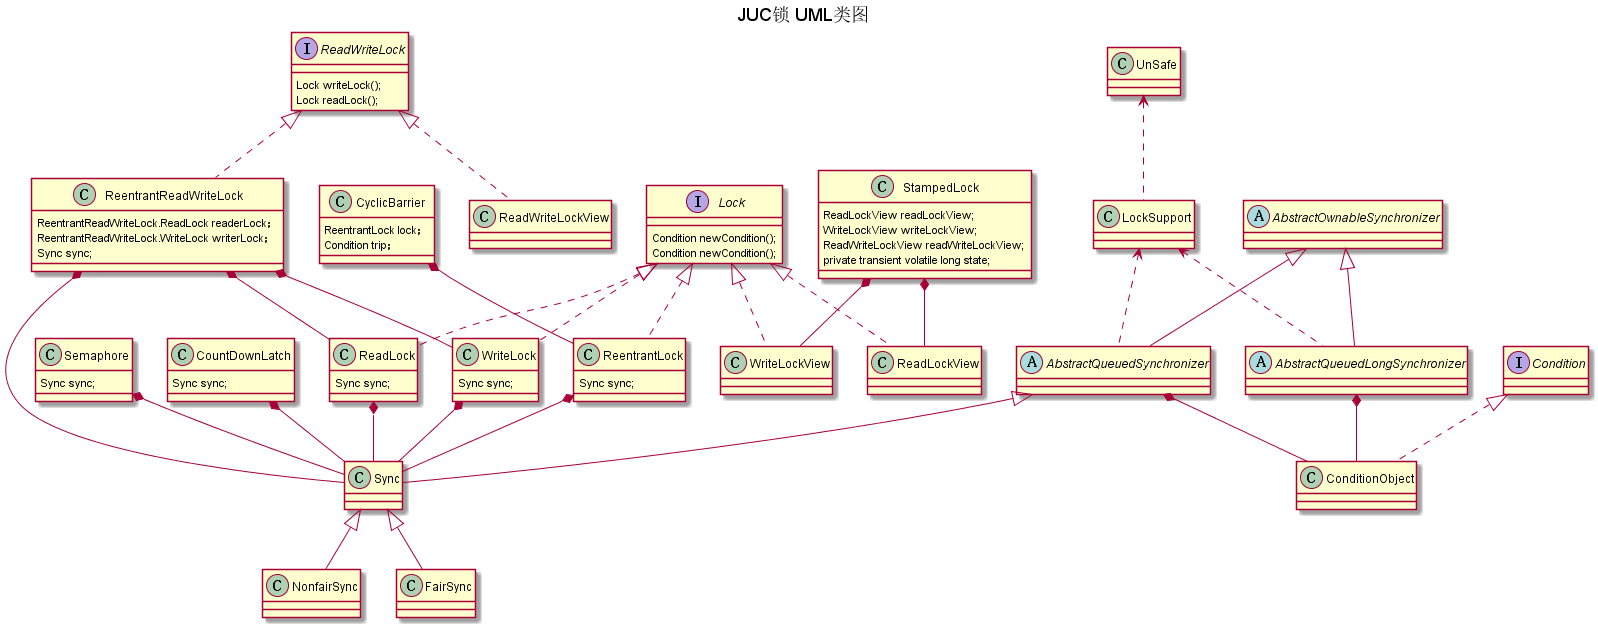 JUC锁 UML类图
I ReadWriteLock
Lock writeLock();
Lock readLock();
C UnSafe
C ReentrantReadWriteLock
ReentrantReadWriteLock.ReadLock readerLock；
ReentrantReadWriteLock.WriteLock writerLock；
Sync sync;
C CyclicBarrier
ReentrantLock lock；
Condition trip；
C ReadWriteLockView
I Lock
Condition newCondition();
Condition newCondition();
C StampedLock
ReadLockView readLockView;
WriteLockView writeLockView;
ReadWriteLockView readWriteLockView;
private transient volatile long state;
C LockSupport
A AbstractOwnableSynchronizer
C Semaphore
Sync sync;
C CountDownLatch
Sync sync;
C ReadLock
Sync sync;
C WriteLock
Sync sync;
C ReentrantLock
Sync sync;
C WriteLockView
C ReadLockView
A AbstractQueuedSynchronizer
A AbstractQueuedLongSynchronizer
I Condition
C Sync
C ConditionObject
C NonfairSync
C FairSync